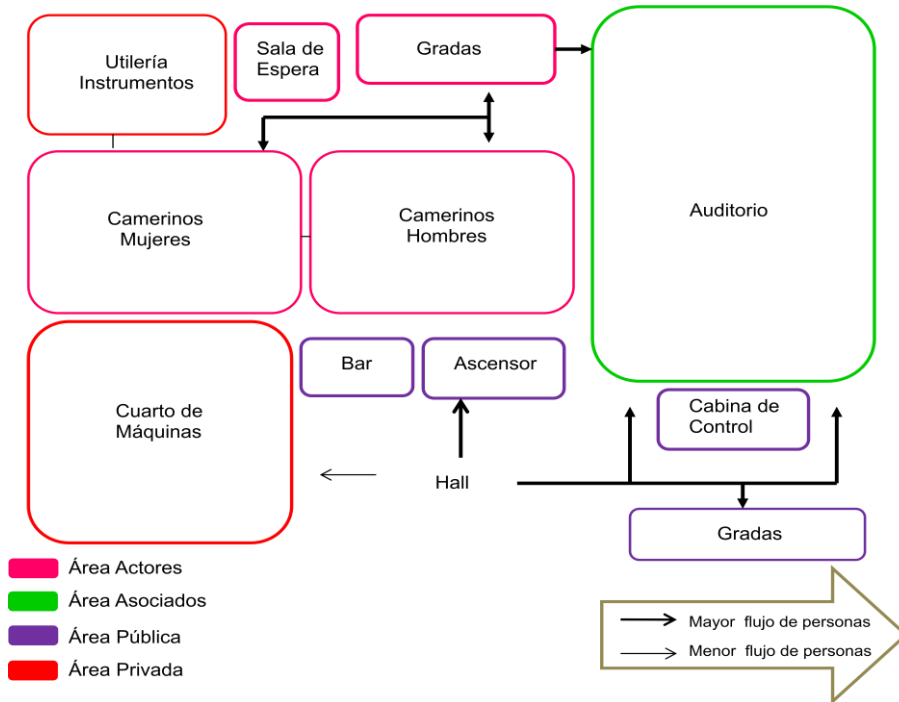 Utilería
Instrumentos
Sala de
Espera
Gradas
Camerinos
Mujeres
Camerinos
Hombres
Auditorio
Cuarto de
Máquinas
Bar
Ascensor
Cabina de
Control
Hall
Gradas
Área Actores
Área Asociados
Área Pública
Área Privada
Mayor flujo de personas
Menor flujo de personas